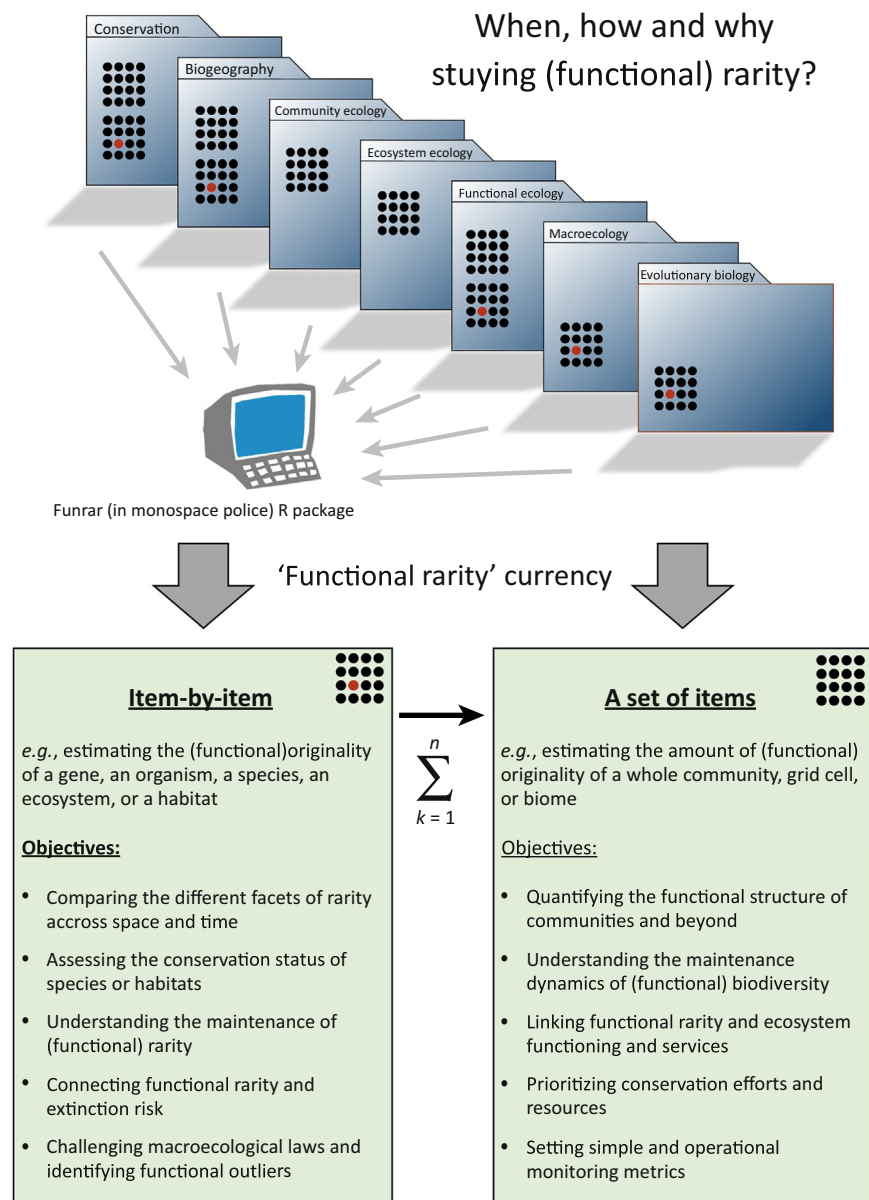 When, how and why
stuying (functional) rarity?
Conservation
Biogeography
Community ecology
Ecosystem ecology
Functional ecology
Macroecology
Evolutionary biology
Funrar (in monospace police) R package
‘Functional rarity’ currency
Item-by-item
e.g., estimating the (functional)originality
of a gene, an organism, a species, an
ecosystem, or a habitat
Objectives:
• Comparing the different facets of rarity
accross space and time
• Assessing the conservation status of
species or habitats
• Understanding the maintenance of
(functional) rarity
• Connecting functional rarity and
extinction risk
• Challenging macroecological laws and
identifying functional outliers
n
∑
k = 1
A set of items
e.g., estimating the amount of (functional)
originality of a whole community, grid cell,
or biome
Objectives:
• Quantifying the functional structure of
communities and beyond
• Understanding the maintenance
dynamics of (functional) biodiversity
• Linking functional rarity and ecosystem
functioning and services
• Prioritizing conservation efforts and
resources
• Setting simple and operational
monitoring metrics